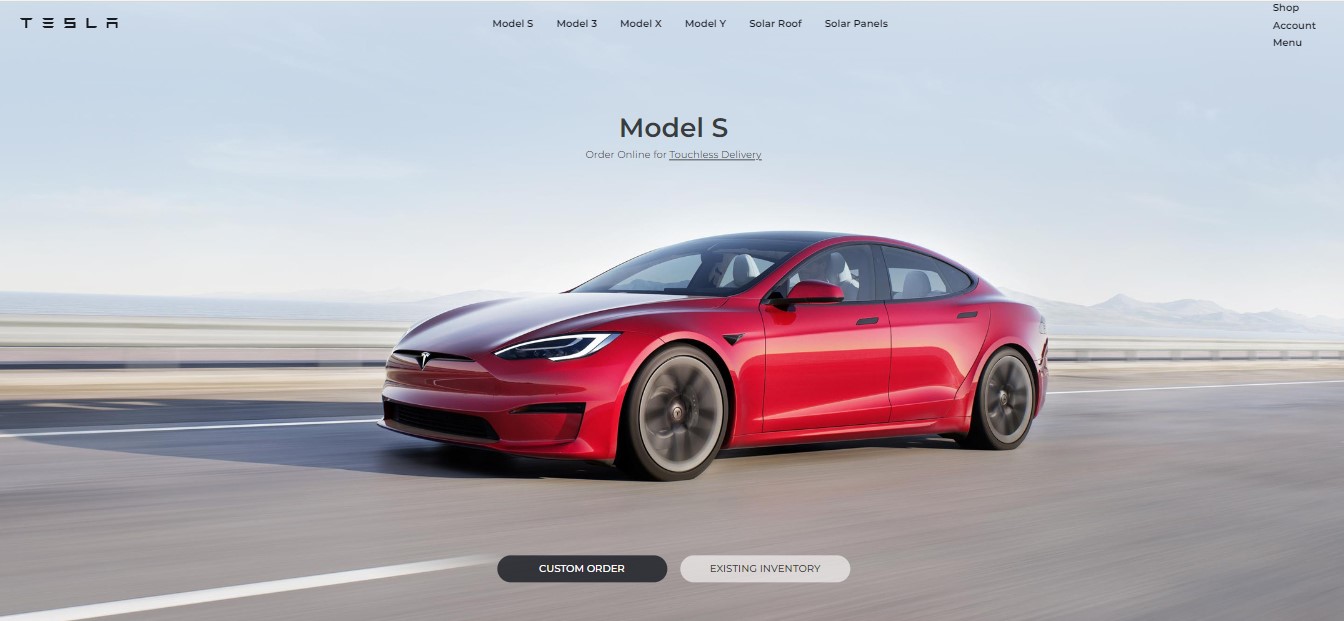 TESLA
Model S Model 3 Model X Model Y Solar Roof Solar Panels
Shop
Account
Menu
Model S
Order Online for Touchless Delivery
CUSTOM ORDER
EXISTING INVENTORY